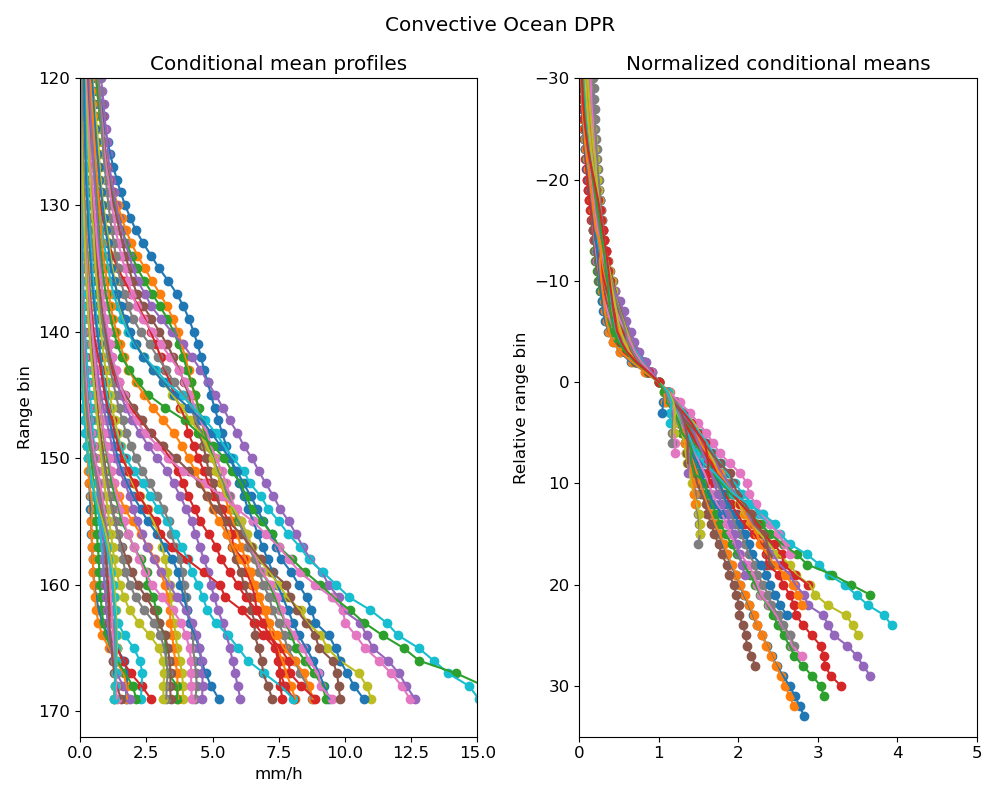 Convective Ocean DPR
Conditional mean profiles
120
130
140
150
160
170
Range bin
0.0 2.5 5.0 7.5 10.0 12.5 15.0
mm/h
Normalized conditional means
−30
−20
−10
0
10
20
30
Relative range bin
0 1 2 3 4 5